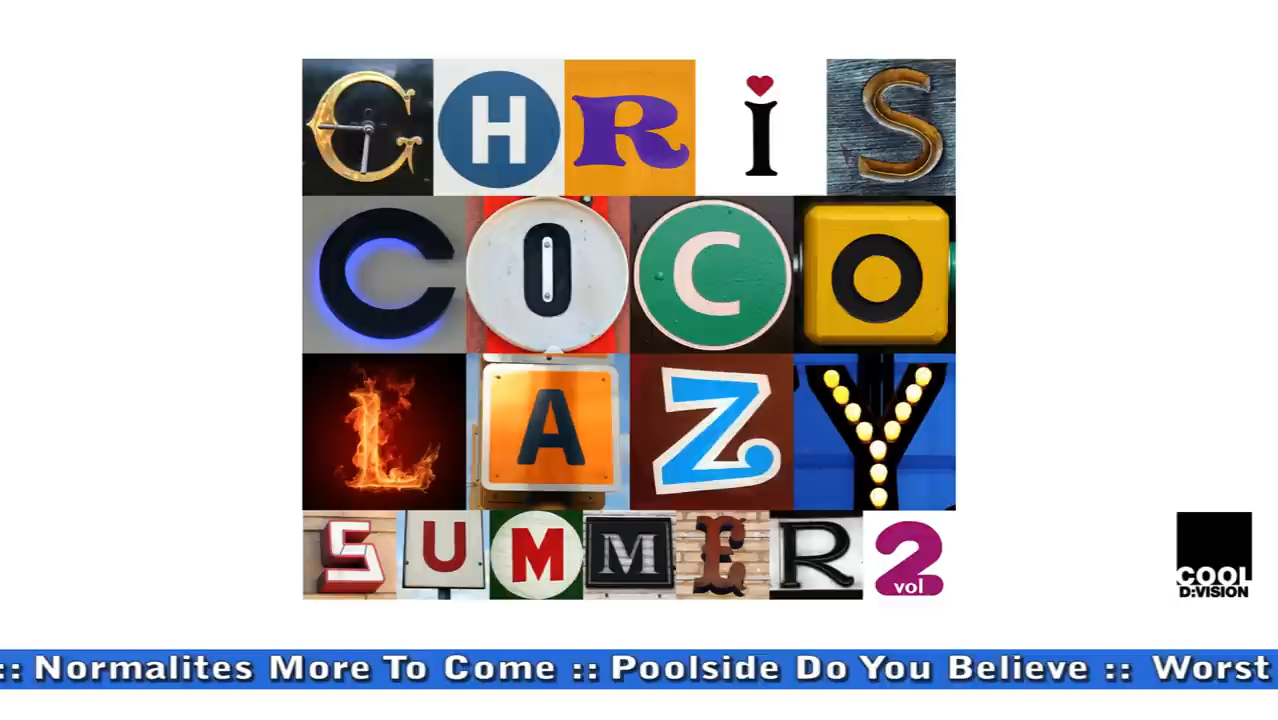 CHRiS
COCO
LAZY
SUMMER 2
vol
COOL
D:VISION
:: Normalites More To Come :: Poolside Do You Believe :: Worst